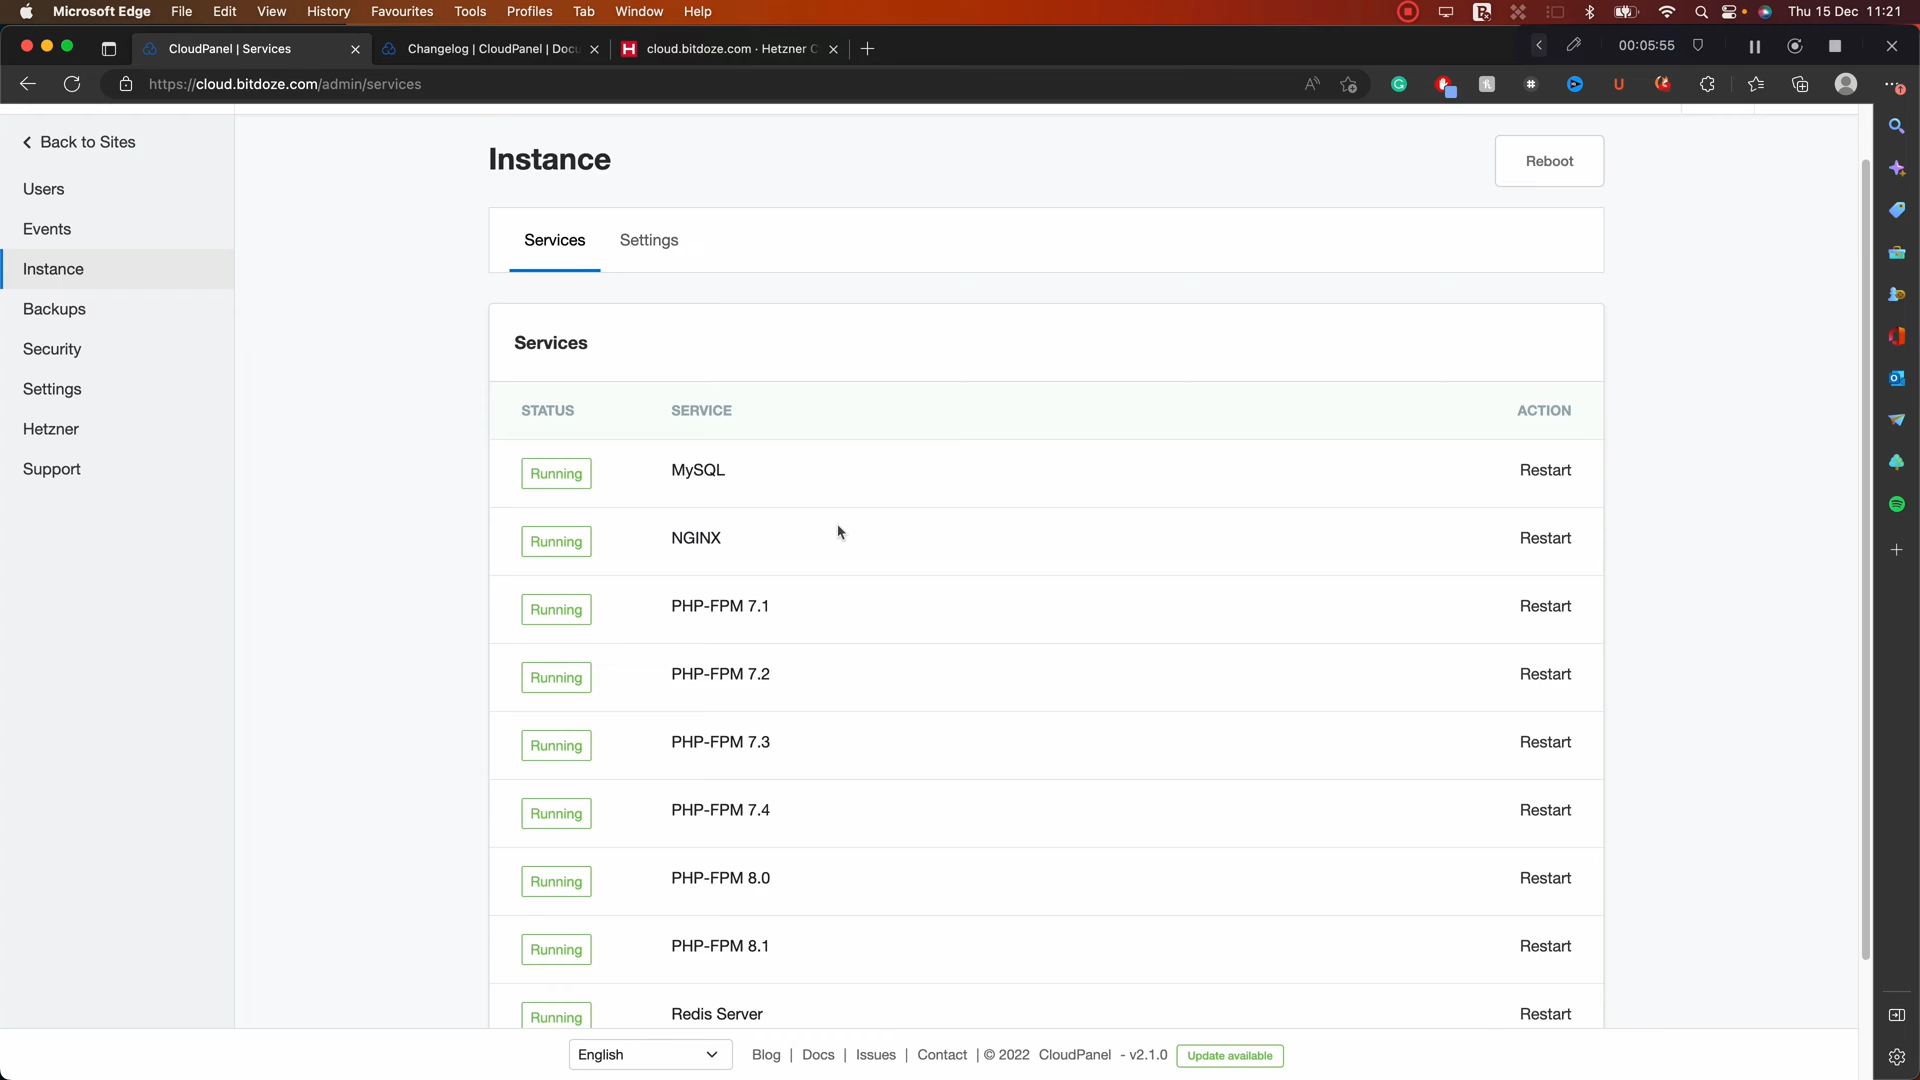 Microsoft Edge File Edit View History Favourites Tools Profiles Tab Window Help Thu 15 Dec 11:21
CloudPanel | Services Changelog | CloudPanel | Docu cloud.bitdoze.com · Hetzner C 00:05:55
https://cloud.bitdoze.com/admin/services
Back to Sites
Users
Events
Instance
Backups
Security
Settings
Hetzner
Support
Instance
Reboot
Services Settings
Services
STATUS SERVICE ACTION
Running MySQL Restart
Running NGINX Restart
Running PHP-FPM 7.1 Restart
Running PHP-FPM 7.2 Restart
Running PHP-FPM 7.3 Restart
Running PHP-FPM 7.4 Restart
Running PHP-FPM 8.0 Restart
Running PHP-FPM 8.1 Restart
Running Redis Server Restart
English Blog | Docs | Issues | Contact | © 2022 CloudPanel - v2.1.0 Update available